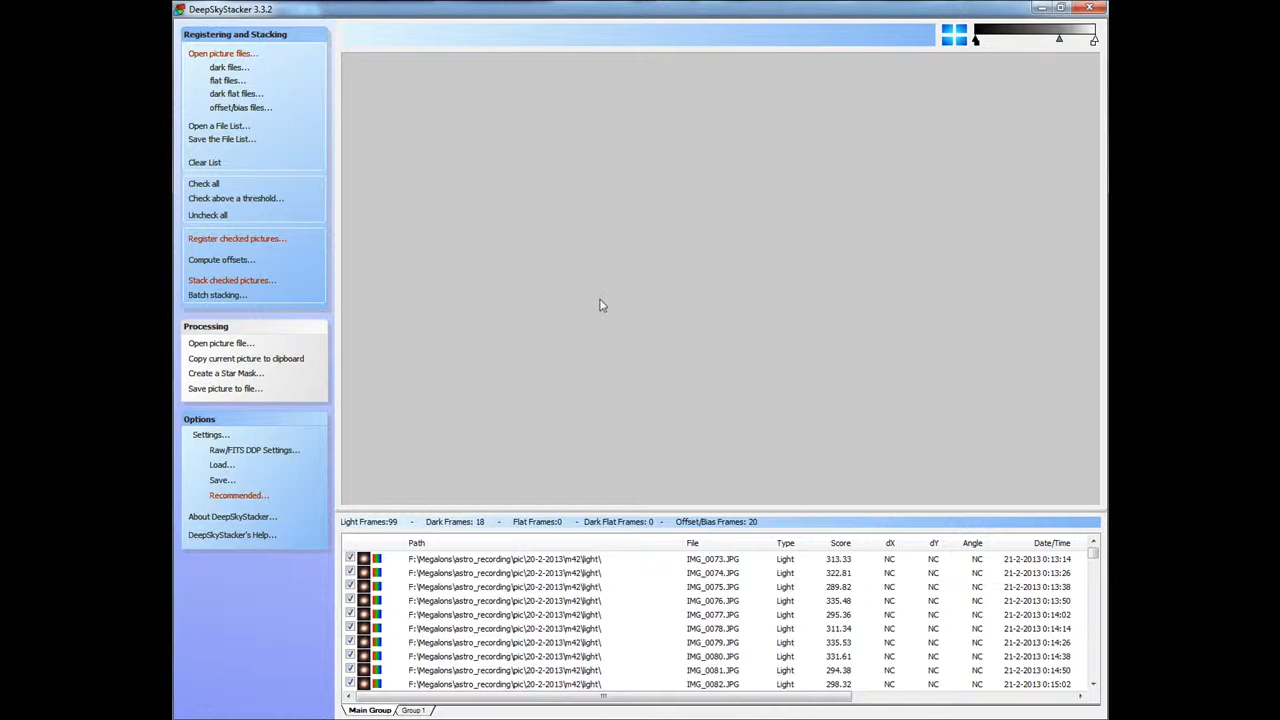 DeepSkyStacker 3.3.2
Registering and Stacking
Open picture files...
dark files...
flat files...
dark flat files...
offset/bias files...
Open a File List...
Save the File List...
Clear List
Check all
Check above a threshold...
Uncheck all
Register checked pictures...
Compute offsets...
Stack checked pictures...
Batch stacking...
Processing
Open picture file...
Copy current picture to clipboard
Create a Star Mask...
Save picture to file...
Options
Settings...
Raw/FITS DDP Settings...
Load...
Save...
Recommended...
About DeepSkyStacker...
DeepSkyStacker's Help...
Light Frames:99 - Dark Frames: 18 - Flat Frames:0 - Dark Flat Frames: 0 - Offset/Bias Frames: 20
Path File Type Score dX dY Angle Date/Time
F:\Megalons\astro_recording\pic\20-2-2013\m42\light\ IMG_0073.JPG Light 313.33 NC NC NC 21-2-2013 0:13:14
F:\Megalons\astro_recording\pic\20-2-2013\m42\light\ IMG_0074.JPG Light 322.81 NC NC NC 21-2-2013 0:13:26
F:\Megalons\astro_recording\pic\20-2-2013\m42\light\ IMG_0075.JPG Light 289.82 NC NC NC 21-2-2013 0:13:38
F:\Megalons\astro_recording\pic\20-2-2013\m42\light\ IMG_0076.JPG Light 335.48 NC NC NC 21-2-2013 0:13:50
F:\Megalons\astro_recording\pic\20-2-2013\m42\light\ IMG_0077.JPG Light 295.36 NC NC NC 21-2-2013 0:14:02
F:\Megalons\astro_recording\pic\20-2-2013\m42\light\ IMG_0078.JPG Light 311.34 NC NC NC 21-2-2013 0:14:14
F:\Megalons\astro_recording\pic\20-2-2013\m42\light\ IMG_0079.JPG Light 335.53 NC NC NC 21-2-2013 0:14:26
F:\Megalons\astro_recording\pic\20-2-2013\m42\light\ IMG_0080.JPG Light 331.61 NC NC NC 21-2-2013 0:14:38
F:\Megalons\astro_recording\pic\20-2-2013\m42\light\ IMG_0081.JPG Light 294.38 NC NC NC 21-2-2013 0:14:50
F:\Megalons\astro_recording\pic\20-2-2013\m42\light\ IMG_0082.JPG Light 298.32 NC NC NC 21-2-2013 0:15:02
Main Group Group 1